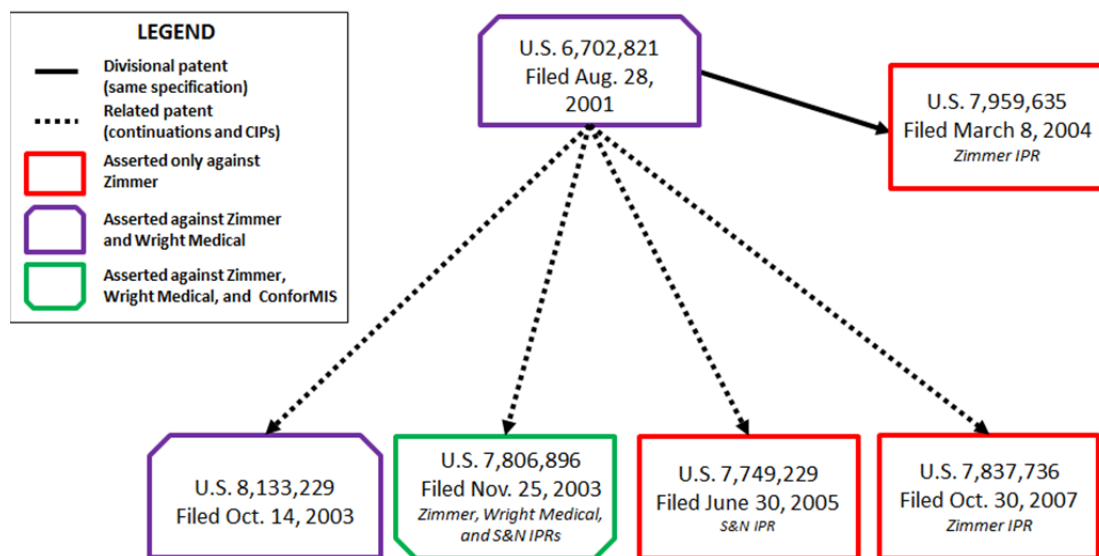 LEGEND
Divisional patent
(same specification)
Related patent
(continuations and CIPs)
Asserted only against
Zimmer
Asserted against Zimmer
and Wright Medical
Asserted against Zimmer,
Wright Medical, and ConforMIS
U.S. 6,702,821
Filed Aug. 28,
2001
U.S. 7,959,635
Filed March 8, 2004
Zimmer IPR
U.S. 8,133,229
Filed Oct. 14, 2003
U.S. 7,806,896
Filed Nov. 25, 2003
Zimmer, Wright Medical,
and S&N IPRs
U.S. 7,749,229
Filed June 30, 2005
S&N IPR
U.S. 7,837,736
Filed Oct. 30, 2007
Zimmer IPR